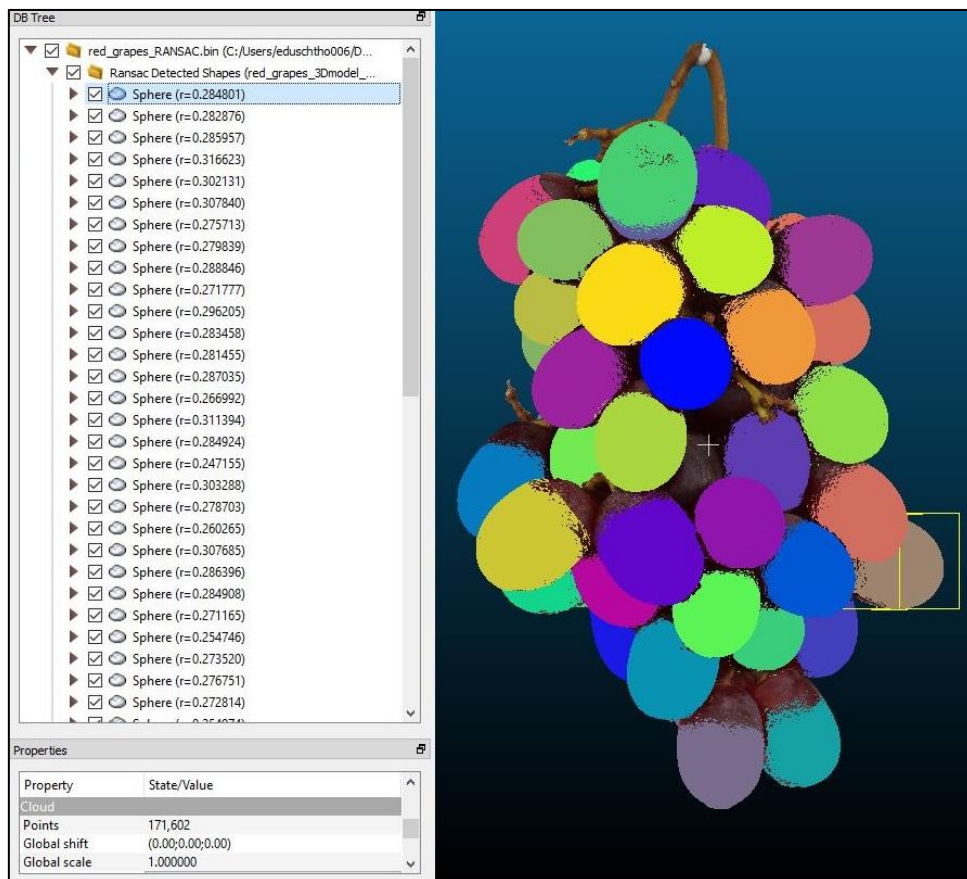 DB Tree
red_grapes_RANSAC.bin (C:/Users/eduschtho006/D...
Ransac Detected Shapes (red_grapes_3Dmodel_...
Sphere (r=0.284801)
Sphere (r=0.282876)
Sphere (r=0.285957)
Sphere (r=0.316623)
Sphere (r=0.302131)
Sphere (r=0.307840)
Sphere (r=0.275713)
Sphere (r=0.279839)
Sphere (r=0.288846)
Sphere (r=0.271777)
Sphere (r=0.296205)
Sphere (r=0.283458)
Sphere (r=0.281455)
Sphere (r=0.287035)
Sphere (r=0.266992)
Sphere (r=0.311394)
Sphere (r=0.284924)
Sphere (r=0.247155)
Sphere (r=0.303288)
Sphere (r=0.278703)
Sphere (r=0.260265)
Sphere (r=0.307685)
Sphere (r=0.286396)
Sphere (r=0.284908)
Sphere (r=0.271165)
Sphere (r=0.254746)
Sphere (r=0.273520)
Sphere (r=0.276751)
Sphere (r=0.272814)
Properties
Property State/Value
Cloud
Points 171,602
Global shift (0.00;0.00;0.00)
Global scale 1.000000